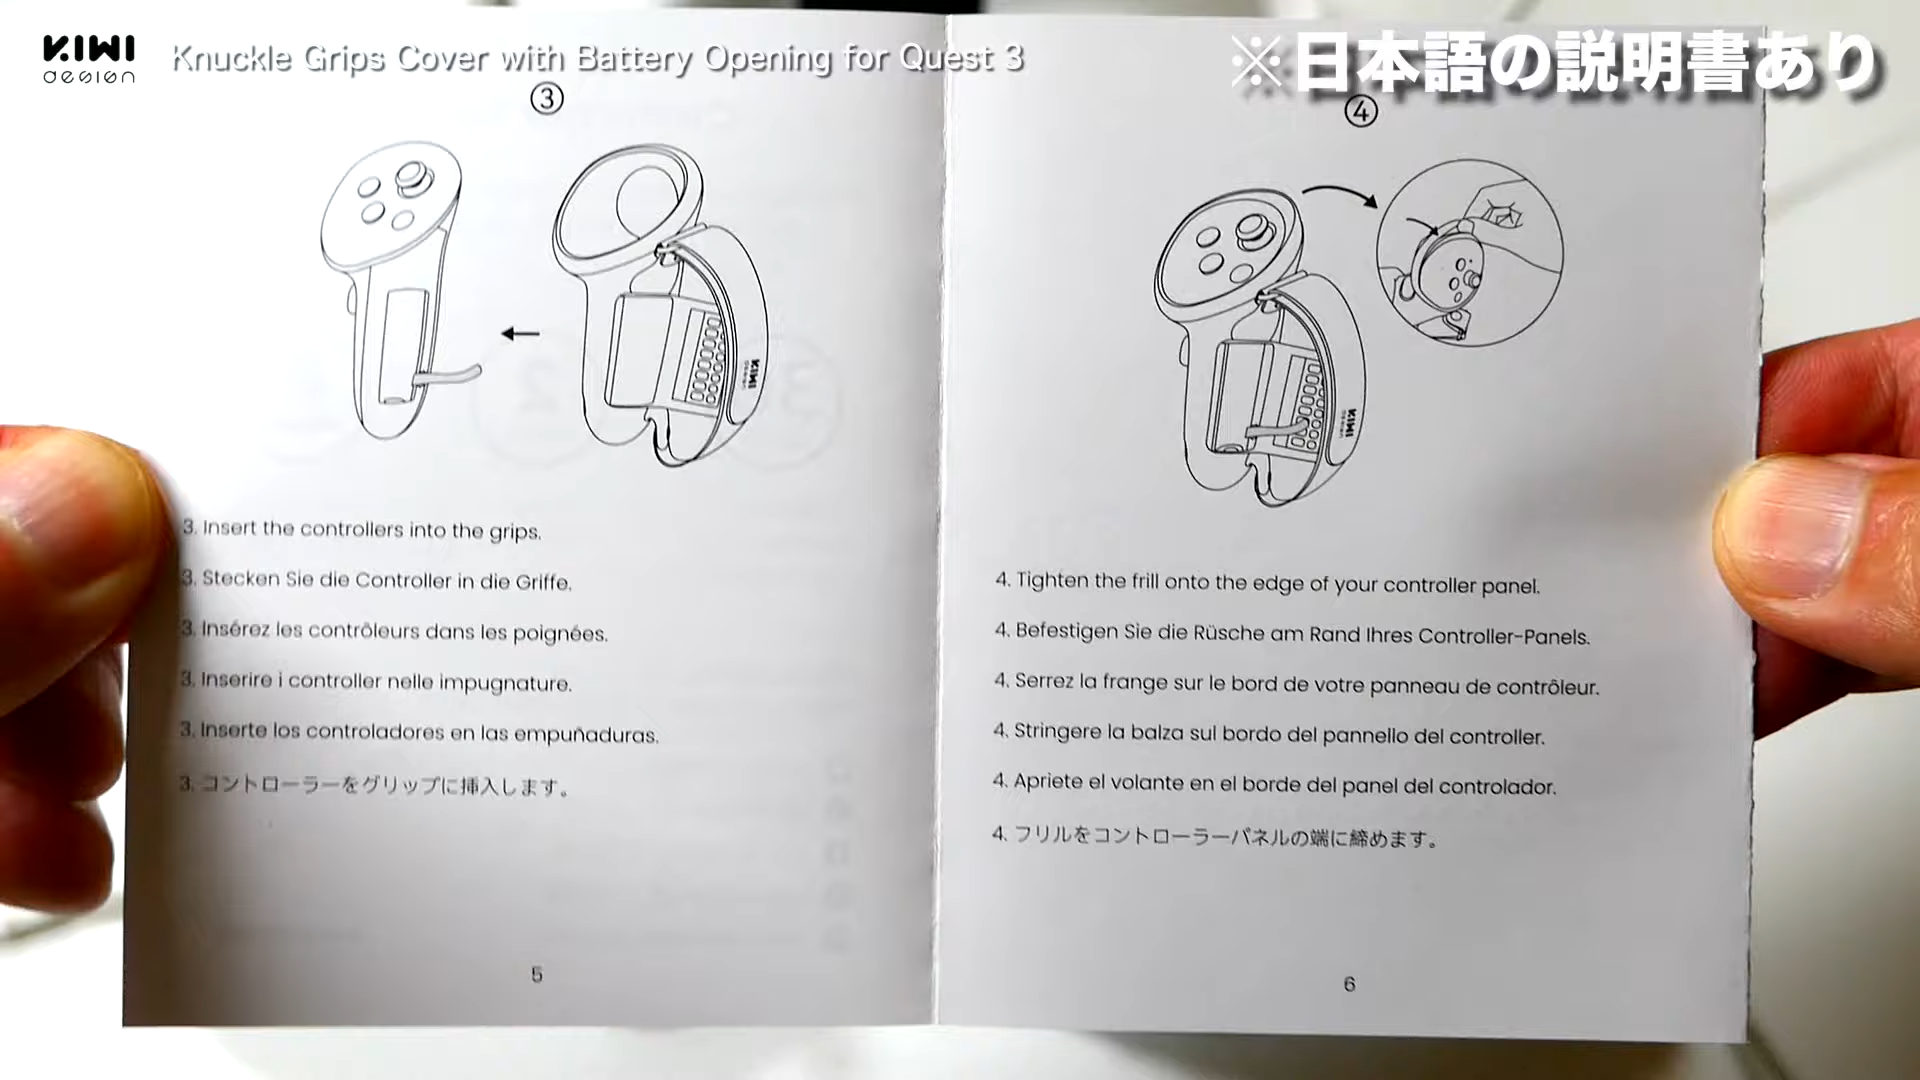 KIWI design
Knuckle Grips Cover with Battery Opening for Quest 3
※日本語の説明書あり
③
KIWI design
3. Insert the controllers into the grips.
3. Stecken Sie die Controller in die Griffe.
3. Insérez les contrôleurs dans les poignées.
3. Inserire i controller nelle impugnature.
3. Inserte los controladores en las empuñaduras.
3. コントローラーをグリップに挿入します。
5
④
KIWI design
4. Tighten the frill onto the edge of your controller panel.
4. Befestigen Sie die Rüsche am Rand Ihres Controller-Panels.
4. Serrez la frange sur le bord de votre panneau de contrôleur.
4. Stringere la balza sul bordo del pannello del controller.
4. Apriete el volante en el borde del panel del controlador.
4. フリルをコントローラーパネルの端に締めます。
6